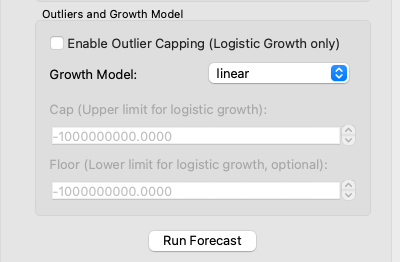 Outliers and Growth Model
Enable Outlier Capping (Logistic Growth only)
Growth Model:
linear
Cap (Upper limit for logistic growth):
-1000000000.0000
Floor (Lower limit for logistic growth, optional):
-1000000000.0000
Run Forecast